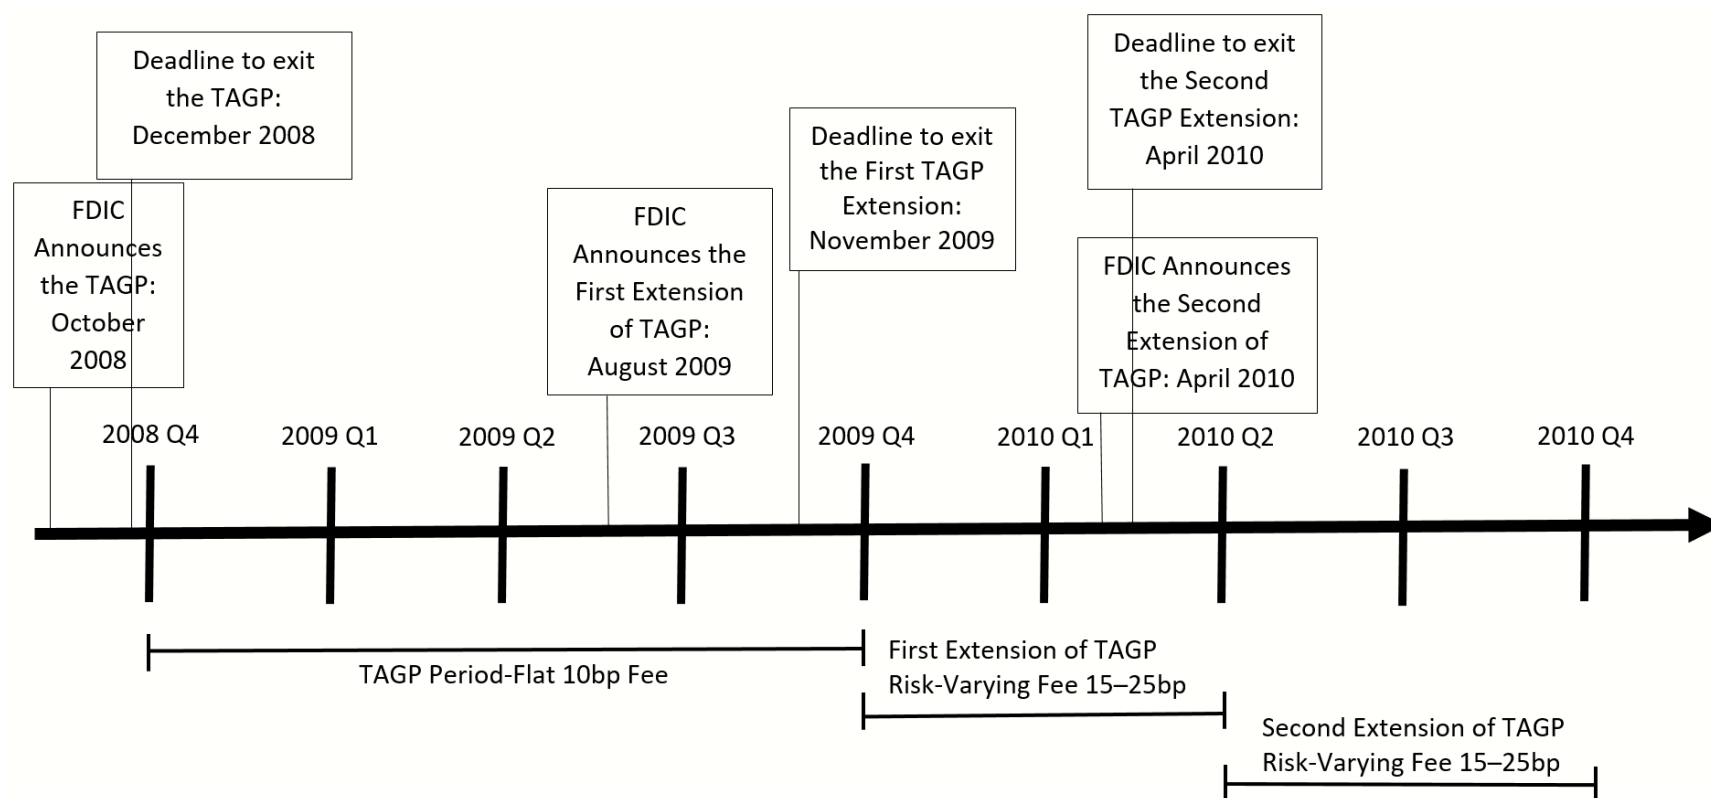 Deadline to exit
the TAGP:
December 2008
FDIC
Announces
the TAGP:
October
2008
FDIC
Announces the
First Extension
of TAGP:
August 2009
Deadline to exit
the First TAGP
Extension:
November 2009
Deadline to exit
the Second
TAGP Extension:
April 2010
FDIC Announces
the Second
Extension of
TAGP: April 2010
2008 Q4
2009 Q1
2009 Q2
2009 Q3
2009 Q4
2010 Q1
2010 Q2
2010 Q3
2010 Q4
TAGP Period-Flat 10bp Fee
First Extension of TAGP
Risk-Varying Fee 15–25bp
Second Extension of TAGP
Risk-Varying Fee 15–25bp